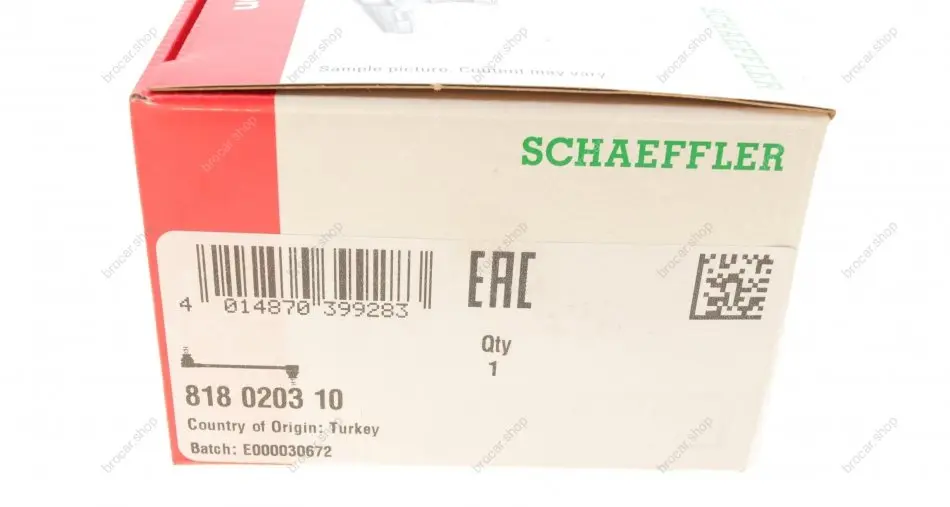 un
SCHAEFFLER
Sample picture. Content may vary
SCHAEFFLER
4 014870 399283
EAC
Qty
1
818 0203 10
Country of Origin: Turkey
Batch: E000030672
brocar.shop